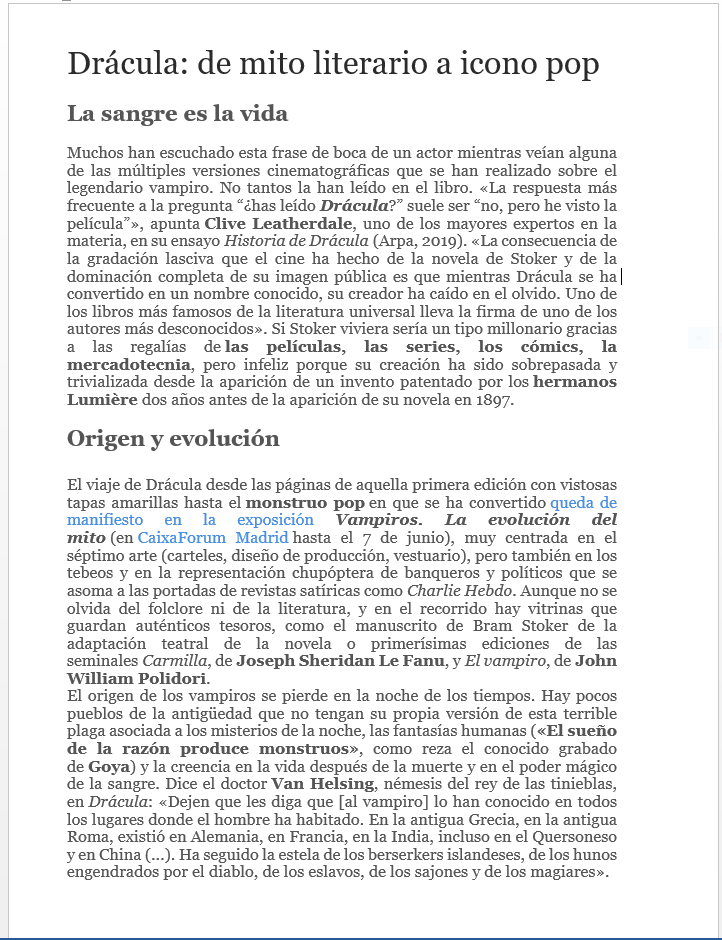 Drácula: de mito literario a icono pop
La sangre es la vida
Muchos han escuchado esta frase de boca de un actor mientras veían alguna
de las múltiples versiones cinematográficas que se han realizado sobre el
legendario vampiro. No tantos la han leído en el libro. «La respuesta más
frecuente a la pregunta “¿has leído Drácula?” suele ser “no, pero he visto la
película”», apunta Clive Leatherdale, uno de los mayores expertos en la
materia, en su ensayo Historia de Drácula (Arpa, 2019). «La consecuencia de
la gradación lasciva que el cine ha hecho de la novela de Stoker y de la
dominación completa de su imagen pública es que mientras Drácula se ha
convertido en un nombre conocido, su creador ha caído en el olvido. Uno de
los libros más famosos de la literatura universal lleva la firma de uno de los
autores más desconocidos». Si Stoker viviera sería un tipo millonario gracias
a las regalías de las películas, las series, los cómics, la
mercadotecnia, pero infeliz porque su creación ha sido sobrepasada y
trivializada desde la aparición de un invento patentado por los hermanos
Lumière dos años antes de la aparición de su novela en 1897.
Origen y evolución
El viaje de Drácula desde las páginas de aquella primera edición con vistosas
tapas amarillas hasta el monstruo pop en que se ha convertido queda de
manifiesto en la exposición Vampiros. La evolución del
mito (en CaixaForum Madrid hasta el 7 de junio), muy centrada en el
séptimo arte (carteles, diseño de producción, vestuario), pero también en los
tebeos y en la representación chupóptera de banqueros y políticos que se
asoma a las portadas de revistas satíricas como Charlie Hebdo. Aunque no se
olvida del folclore ni de la literatura, y en el recorrido hay vitrinas que
guardan auténticos tesoros, como el manuscrito de Bram Stoker de la
adaptación teatral de la novela o primerísimas ediciones de las
seminales Carmilla, de Joseph Sheridan Le Fanu, y El vampiro, de John
William Polidori.
El origen de los vampiros se pierde en la noche de los tiempos. Hay pocos
pueblos de la antigüedad que no tengan su propia versión de esta terrible
plaga asociada a los misterios de la noche, las fantasías humanas («El sueño
de la razón produce monstruos», como reza el conocido grabado
de Goya) y la creencia en la vida después de la muerte y en el poder mágico
de la sangre. Dice el doctor Van Helsing, némesis del rey de las tinieblas,
en Drácula: «Dejen que les diga que [al vampiro] lo han conocido en todos
los lugares donde el hombre ha habitado. En la antigua Grecia, en la antigua
Roma, existió en Alemania, en Francia, en la India, incluso en el Quersoneso
y en China (...). Ha seguido la estela de los berserkers islandeses, de los hunos
engendrados por el diablo, de los eslavos, de los sajones y de los magiares».